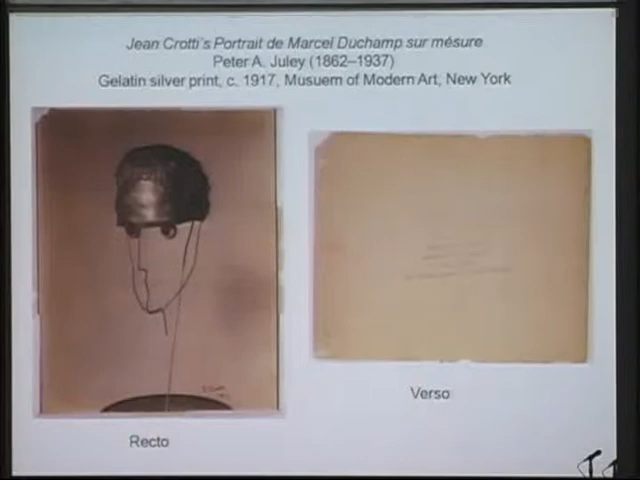 Jean Crotti's Portrait de Marcel Duchamp sur mésure
Peter A. Juley (1862–1937)
Gelatin silver print, c. 1917, Musuem of Modern Art, New York
Recto
Verso